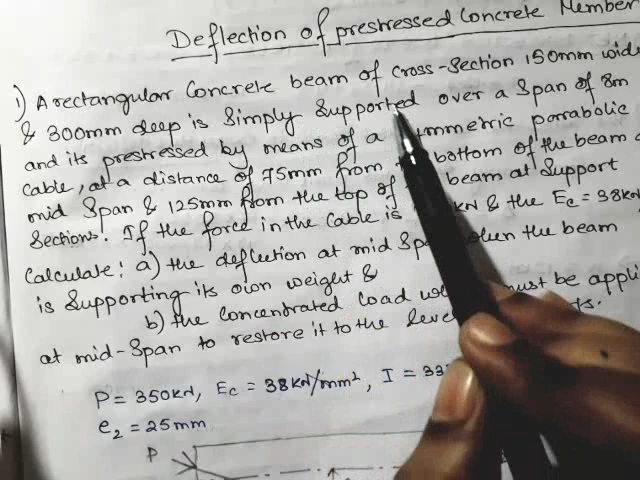 Deflection of prestressed Concrete Member
1) A rectangular Concrete beam of cross-section 150mm wide
& 300mm deep is Simply Supported over a Span of 8m
and its prestressed by means of a parrabolic
cable, at a distance of 75mm from bottom of the beam
mid Span & 125mm from the top of beam at Support
Sections. If the force in the Cable is kN & the Ec = 38kN
Calculate: a) the deflection at mid Span when the beam
is Supporting its own weight &
b) the Concentrated Load must be appli
at mid-Span to restore it to the level
P = 350kN, Ec = 38kN/mm², I = 33
e₂ = 25mm
P